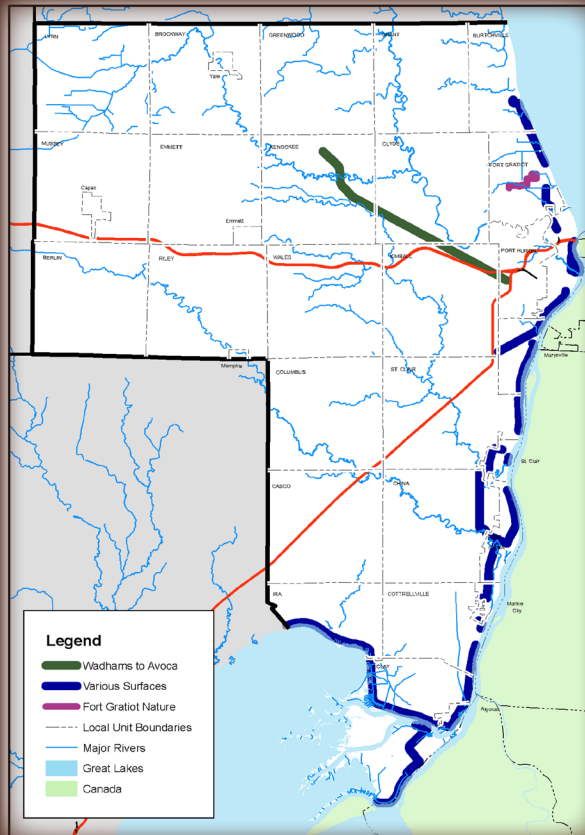 LYNN
BROCKWAY
GREENWOOD
GRANT
BURTCHVILLE
Yale
MUSSEY
EMMETT
KENOCKEE
CLYDE
FORT GRATIOT
Capac
Emmett
BERLIN
RILEY
WALES
KIMBALL
PORT HURON
Marysville
Memphis
COLUMBUS
ST. CLAIR
St. Clair
CASCO
CHINA
IRA
COTTRELLVILLE
Marine
City
CLAY
Algonac
Legend
Wadhams to Avoca
Various Surfaces
Fort Gratiot Nature
Local Unit Boundaries
Major Rivers
Great Lakes
Canada